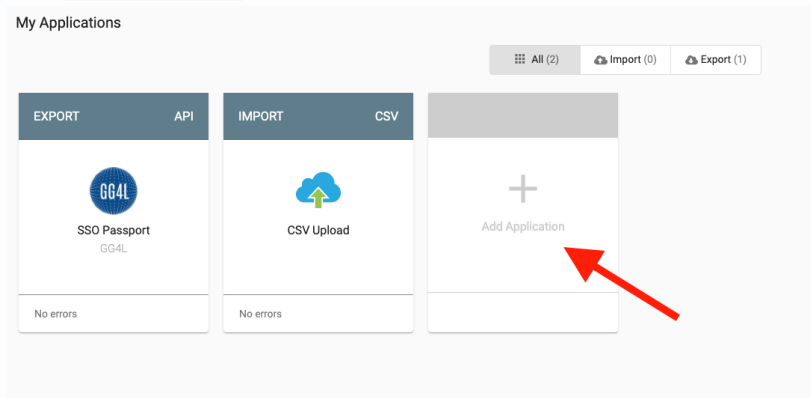 My Applications
All (2) Import (0) Export (1)
EXPORT API IMPORT CSV
GG4L
SSO Passport CSV Upload Add Application
GG4L
No errors No errors